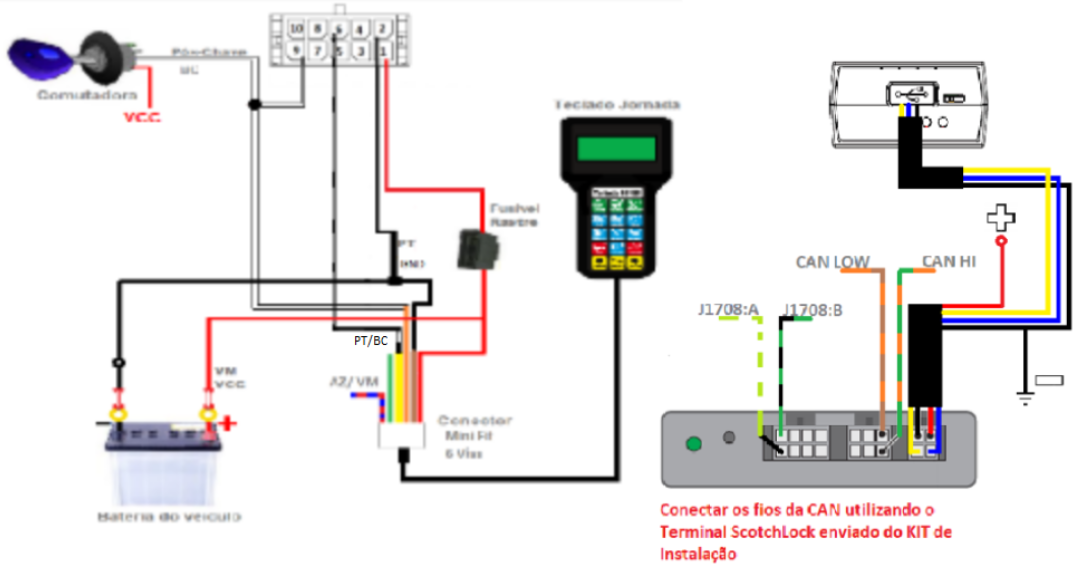 10 8 6 4 2
9 7 5 3 1
Pós-Chave
BC
Comutadora
VCC
Teclado Jornada
Fusível
Rastre
PT
GND
CAN LOW
CAN HI
J1708:A
J1708:B
PT/BC
VM
VCC
AZ/VM
Conector
Mini Fit
6 Vias
- +
Bateria do veículo
Conectar os fios da CAN utilizando o
Terminal ScotchLock enviado do KIT de
Instalação